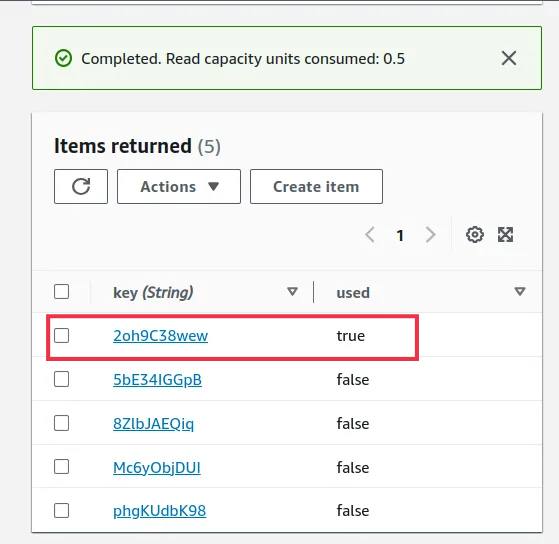 Completed. Read capacity units consumed: 0.5
Items returned (5)
Actions
Create item
1
key (String)
used
2oh9C38wew
true
5bE34IGGpB
false
8ZlbJAEQiq
false
Mc6yObjDUI
false
phgKUdbK98
false